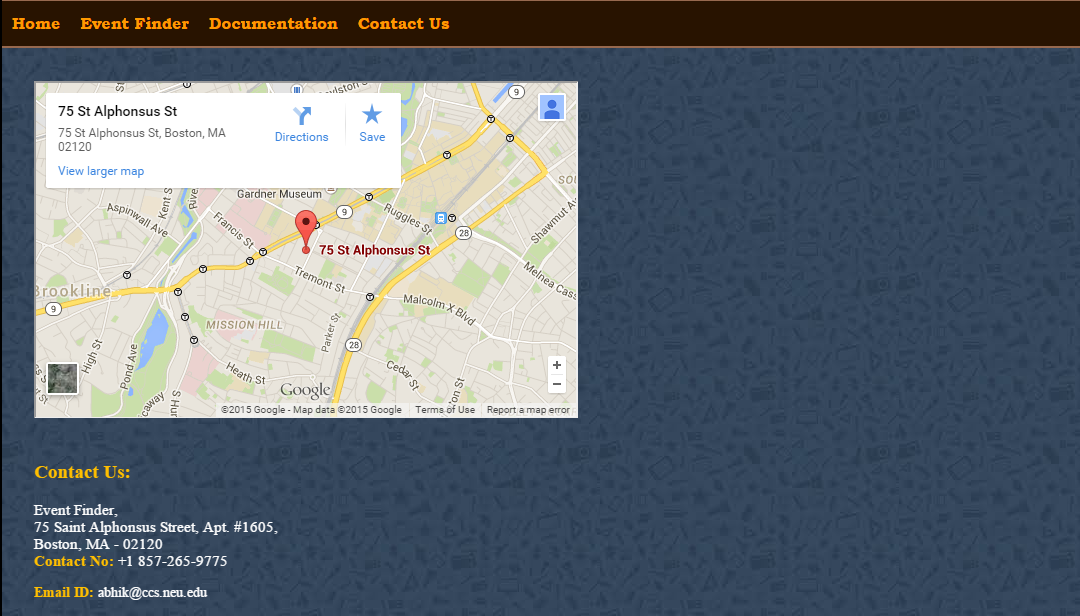 Home Event Finder Documentation Contact Us
75 St Alphonsus St
75 St Alphonsus St, Boston, MA
02120
Directions
Save
View larger map
9
Gardner Museum
Kent S
River
Aspinwall Ave
Francis St
9
Ruggles St
28
SOU
Shawmut A
75 St Alphonsus St
Tremont St
Melnea Cass
Brookline
9
Malcolm X Blvd
MISSION HILL
Parker St
28
High St
Pond Ave
Heath St
Cedar St
caway
S Hun
ton St
Google
+
−
©2015 Google - Map data ©2015 Google Terms of Use Report a map error
Contact Us:
Event Finder,
75 Saint Alphonsus Street, Apt. #1605,
Boston, MA - 02120
Contact No: +1 857-265-9775
Email ID: abhik@ccs.neu.edu